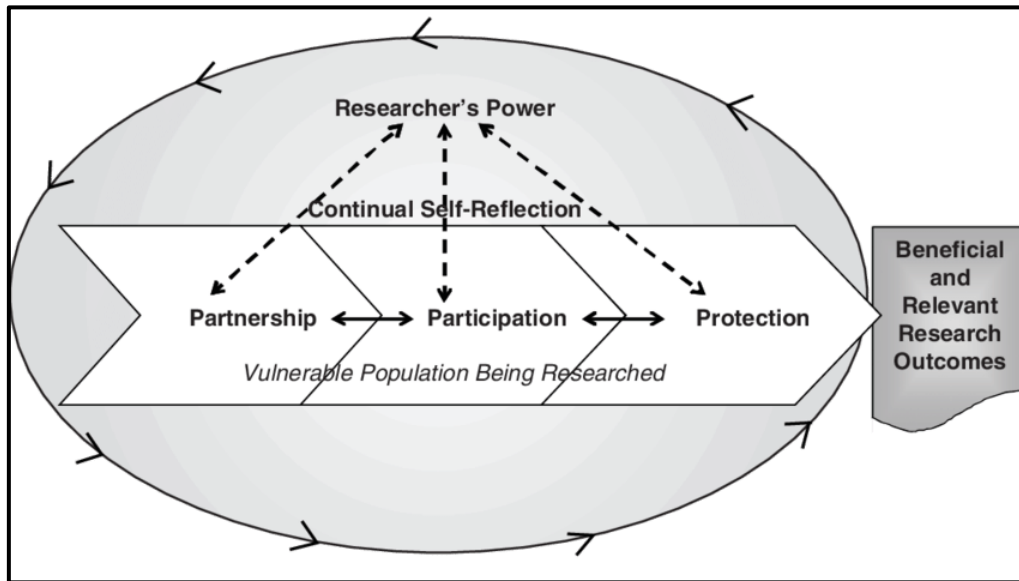 Researcher's Power
Continual Self-Reflection
Partnership
Participation
Protection
Vulnerable Population Being Researched
Beneficial
and
Relevant
Research
Outcomes